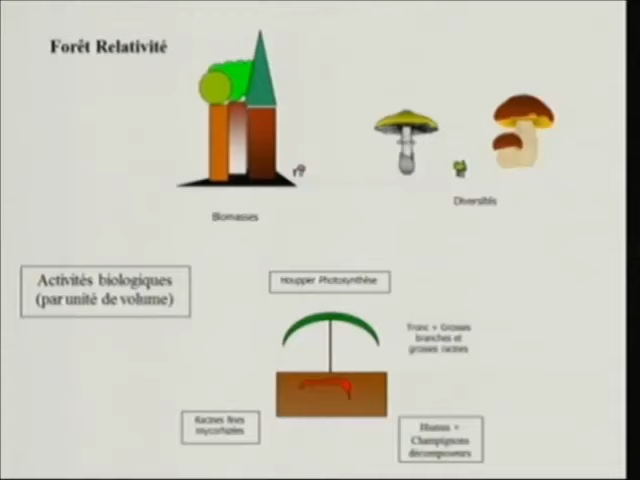 Forêt Relativité
Biomasses
Diversités
Activités biologiques
(par unité de volume)
Houppier Photosynthèse
Tronc + Grosses
branches et
grosses racines
Racines fines
mycorhizées
Humus +
Champignons
décomposeurs